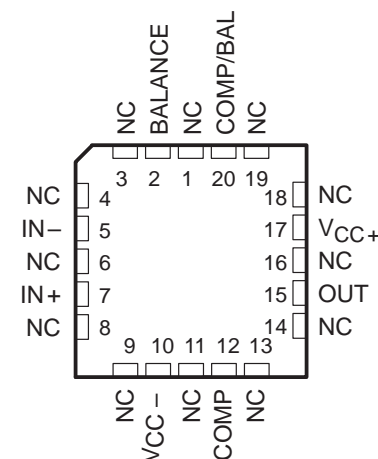 NC
BALANCE
NC
COMP/BAL
NC
3 2 1 20 19
NC 4
IN− 5
NC 6
IN+ 7
NC 8
18 NC
17 VCC+
16 NC
15 OUT
14 NC
9 10 11 12 13
NC
VCC −
NC
COMP
NC